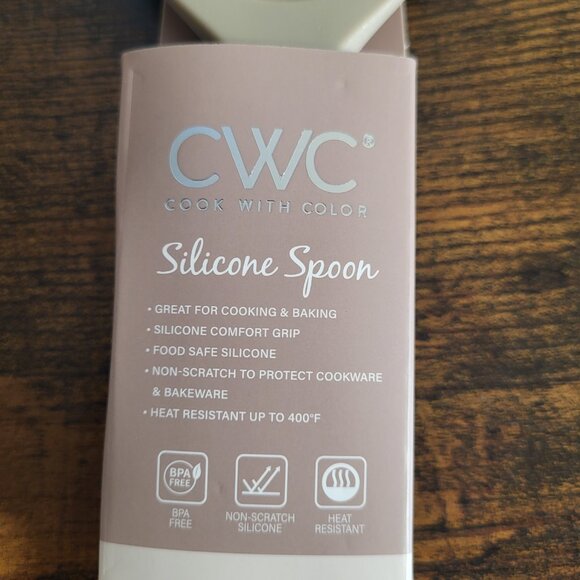 CWC®
COOK WITH COLOR
Silicone Spoon
• GREAT FOR COOKING & BAKING
• SILICONE COMFORT GRIP
• FOOD SAFE SILICONE
• NON-SCRATCH TO PROTECT COOKWARE
& BAKEWARE
• HEAT RESISTANT UP TO 400°F
BPA
FREE
BPA
FREE
NON-SCRATCH
SILICONE
HEAT
RESISTANT